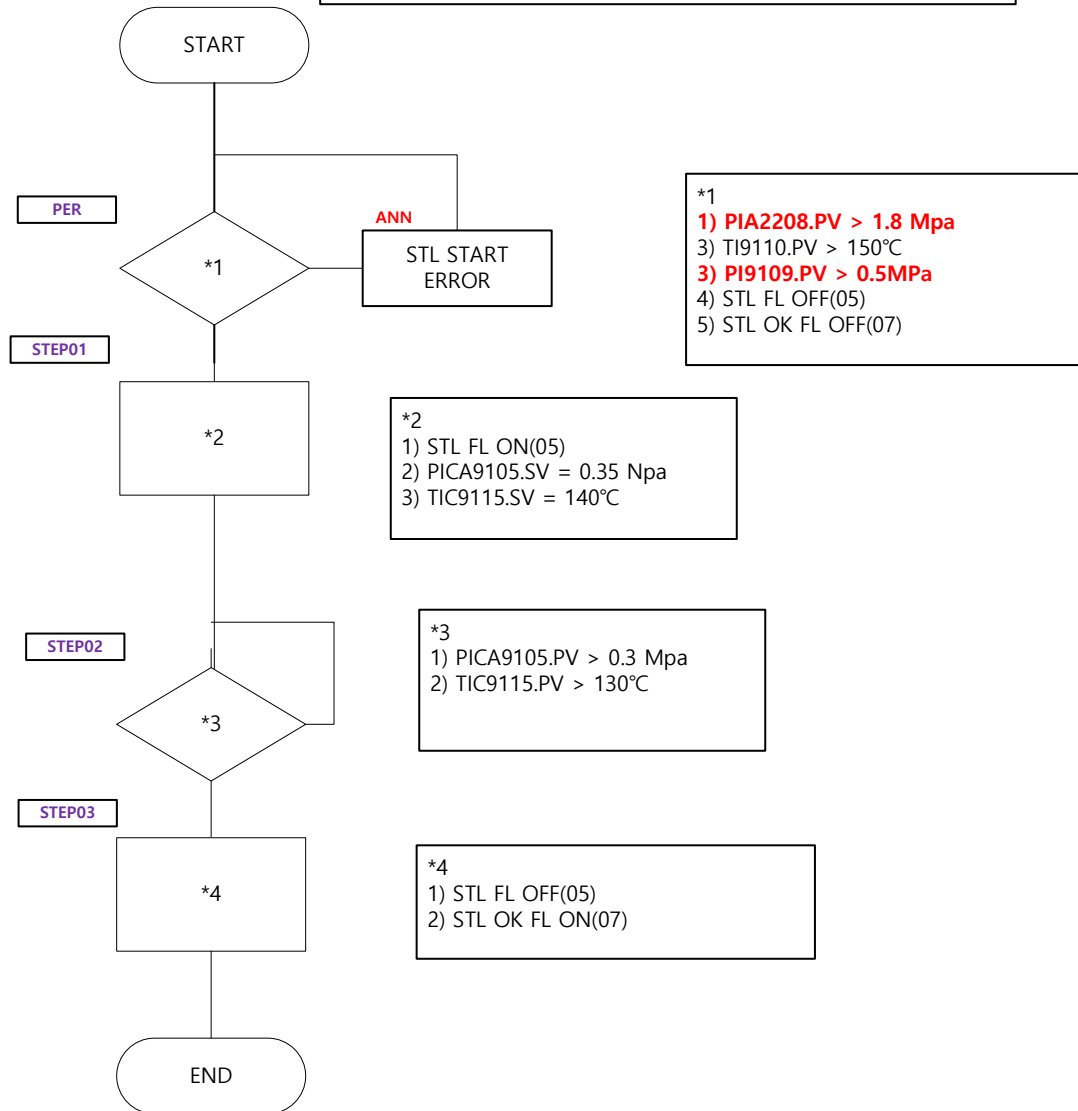 START
PER
*1
ANN
STL START
ERROR
*1
1) PIA2208.PV > 1.8 Mpa
3) TI9110.PV > 150℃
3) PI9109.PV > 0.5MPa
4) STL FL OFF(05)
5) STL OK FL OFF(07)
STEP01
*2
*2
1) STL FL ON(05)
2) PICA9105.SV = 0.35 Npa
3) TIC9115.SV = 140℃
STEP02
*3
*3
1) PICA9105.PV > 0.3 Mpa
2) TIC9115.PV > 130℃
STEP03
*4
*4
1) STL FL OFF(05)
2) STL OK FL ON(07)
END